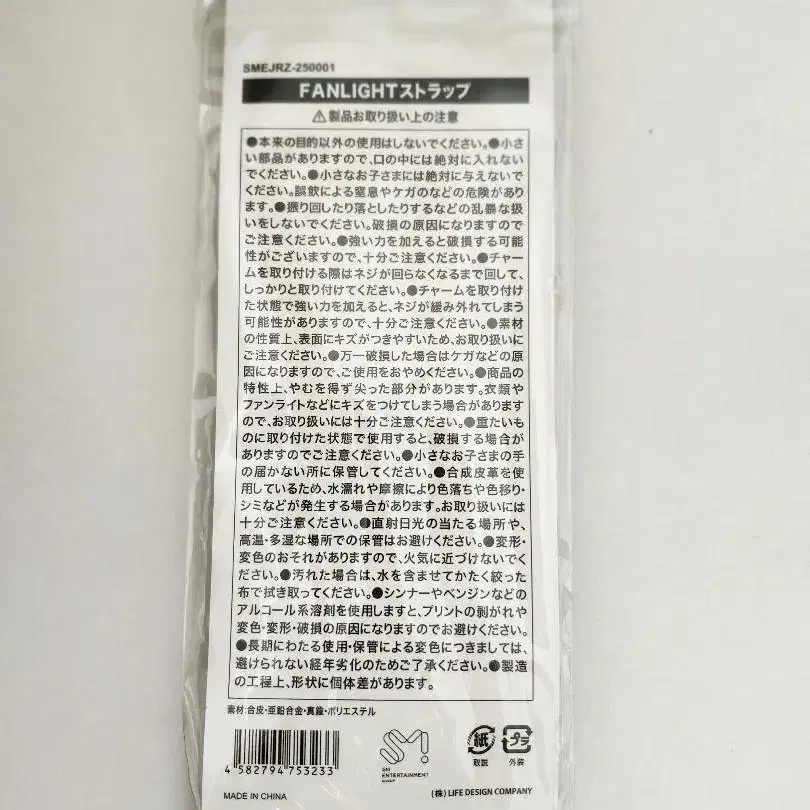 SMEJRZ-250001
FANLIGHTストラップ
⚠製品お取り扱い上の注意
●本来の目的以外の使用はしないでください。●小さ
い部品がありますので、口の中には絶対に入れない
でください。●小さなお子さまには絶対に与えないで
ください。誤飲による窒息やケガのなどの危険があり
ます。●振り回したり落としたりするなどの乱暴な扱
いをしないでください。破損の原因になりますので
ご注意ください。●強い力を加えると破損する可能
性がございますので、十分ご注意ください。●チャー
ムを取り付ける際はネジが回らなくなるまで回して、
しっかりと取り付けてください。●チャームを取り付け
た状態で強い力を加えると、ネジが緩み外れてしまう
可能性がありますので、十分ご注意ください。●素材
の性質上、表面にキズがつきやすいため、お取り扱いに
ご注意ください。●万一破損した場合はケガなどの原
因になりますので、ご使用をおやめください。●商品の
特性上、やむを得ず尖った部分があります。衣類や
ファンライトなどにキズをつけてしまう場合があります
ので、お取り扱いには十分ご注意ください。●重たいも
のに取り付けた状態で使用すると、破損する場合が
ありますのでご注意ください。●小さなお子さまの手
の届かない所に保管してください。●合成皮革を使
用しているため、水濡れや摩擦により色落ちや色移り・
シミなどが発生する場合があります。お取り扱いには
十分ご注意ください。●直射日光の当たる場所や、
高温・多湿な場所での保管はお避けください。●変形・
変色のおそれがありますので、火気に近づけないでく
ださい。●汚れた場合は、水を含ませてかたく絞った
布で拭き取ってください。●シンナーやベンジンなどの
アルコール系溶剤を使用しますと、プリントの剥がれや
変色・変形・破損の原因になりますのでお避けください。
●長期にわたる使用・保管による変色につきましては、
避けられない経年劣化のためご了承ください。●製造
の工程上、形状に個体差があります。
素材:合皮・亜鉛合金・真鍮・ポリエステル
4 582794 753233
MADE IN CHINA
SM!
SM
ENTERTAINMENT
紙
取説
プラ
外装
(株) LIFE DESIGN COMPANY